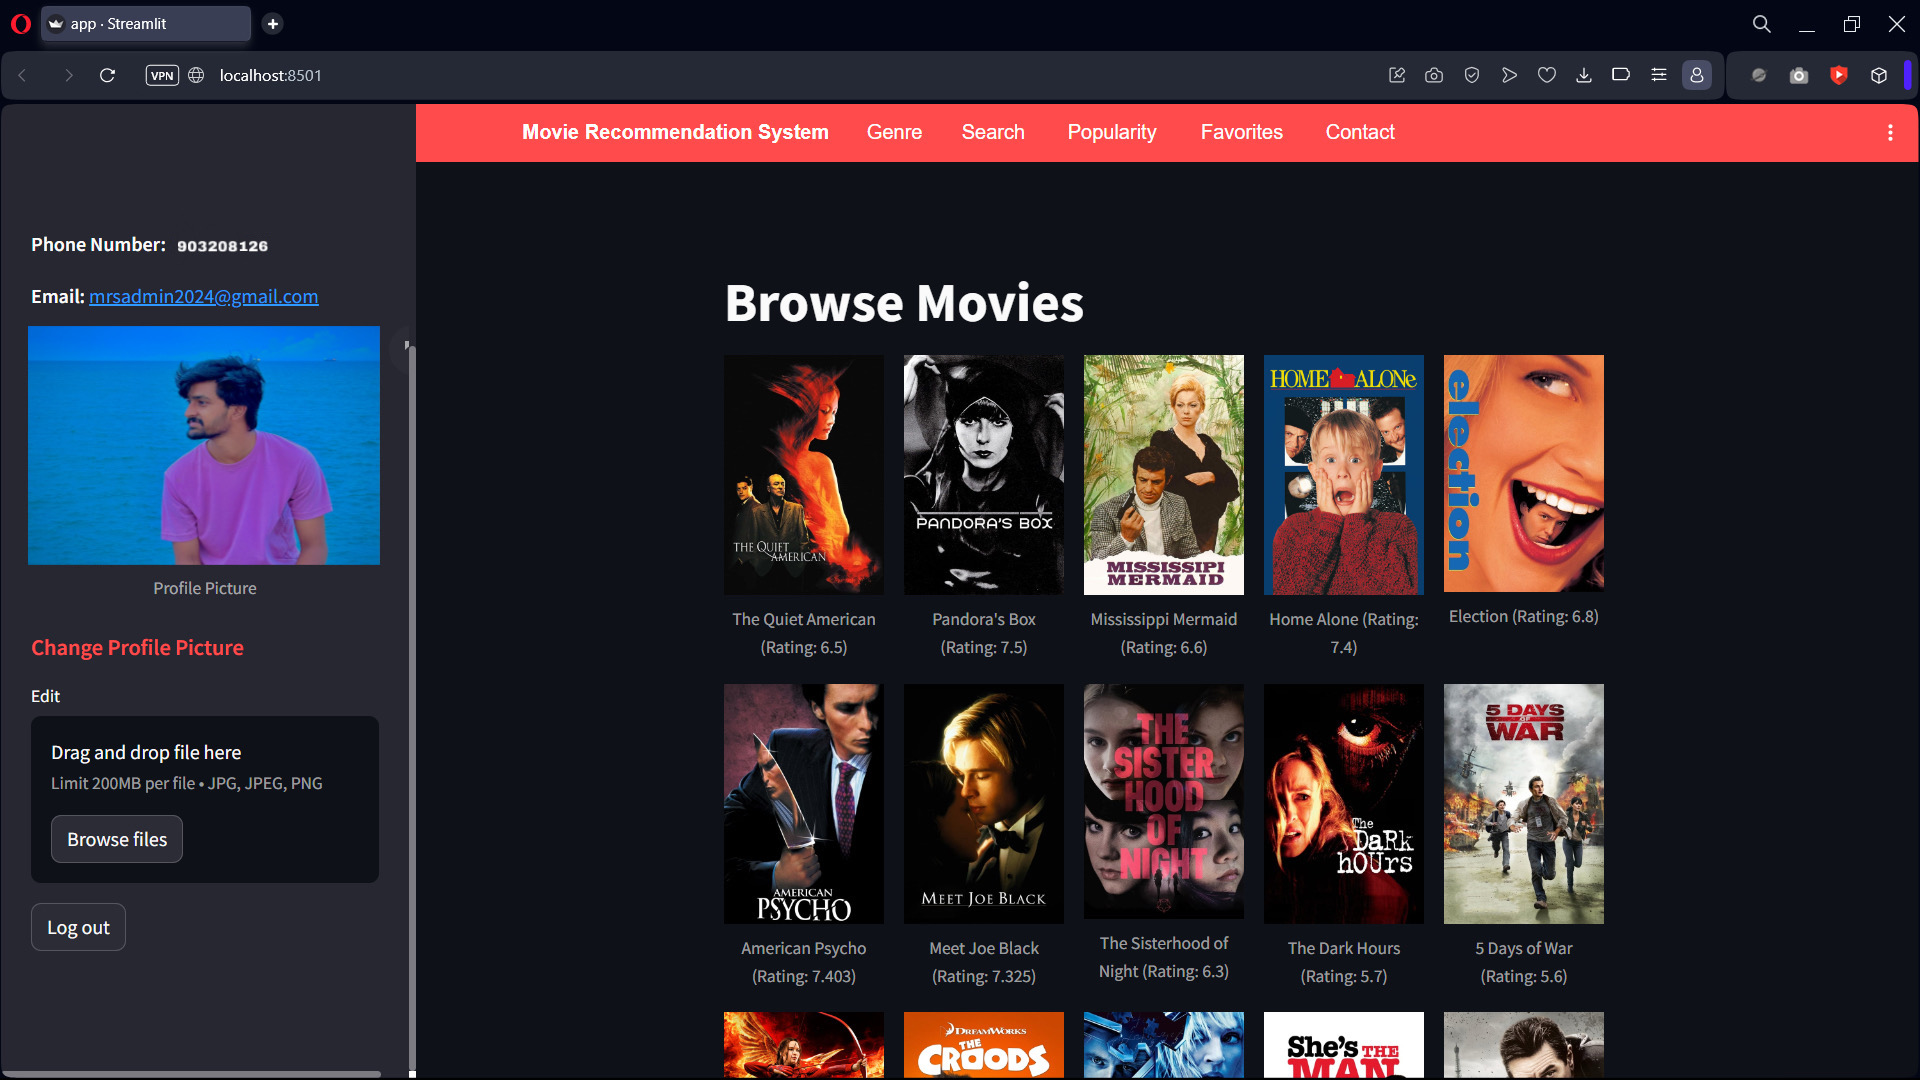 app · Streamlit
VPN
localhost:8501
Movie Recommendation System
Genre
Search
Popularity
Favorites
Contact
Phone Number: 903208126
Email: mrsadmin2024@gmail.com
Profile Picture
Change Profile Picture
Edit
Drag and drop file here
Limit 200MB per file • JPG, JPEG, PNG
Browse files
Log out
Browse Movies
THE QUIET
AMERICAN
PANDORA'S BOX
MISSISSIPI
MERMAID
HOME ALONe
election
The Quiet American
(Rating: 6.5)
Pandora's Box
(Rating: 7.5)
Mississippi Mermaid
(Rating: 6.6)
Home Alone (Rating:
7.4)
Election (Rating: 6.8)
AMERICAN
PSYCHO
MEET JOE BLACK
THE
SISTER
HOOD
OF
NIGHT
The
DaRk
hOURs
5 DAYS
OF
WAR
American Psycho
(Rating: 7.403)
Meet Joe Black
(Rating: 7.325)
The Sisterhood of
Night (Rating: 6.3)
The Dark Hours
(Rating: 5.7)
5 Days of War
(Rating: 5.6)
DREAMWORKS
THE
CROODS
She's THE
MAN